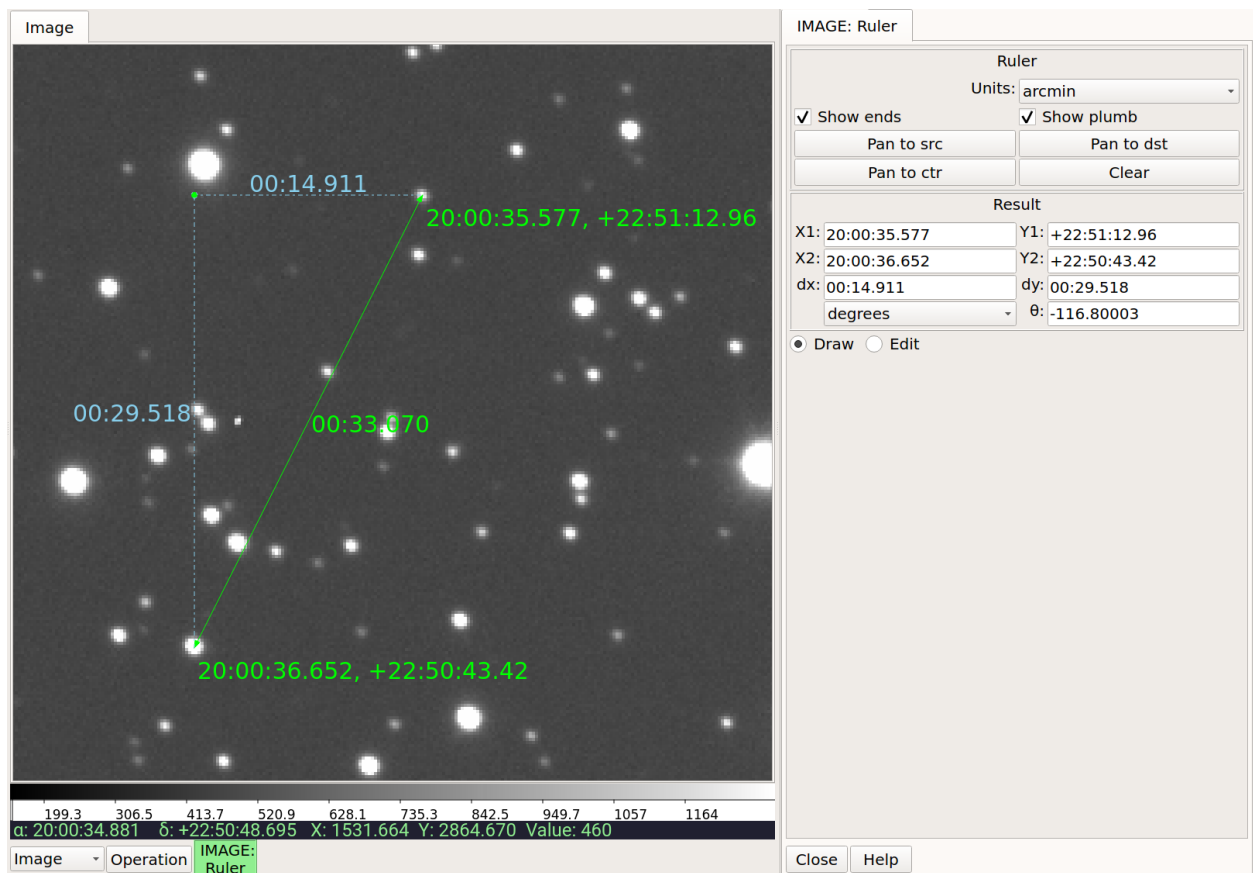 Image
00:14.911
20:00:35.577, +22:51:12.96
00:29.518
00:33.070
20:00:36.652, +22:50:43.42
199.3 306.5 413.7 520.9 628.1 735.3 842.5 949.7 1057 1164
α: 20:00:34.881 δ: +22:50:48.695 X: 1531.664 Y: 2864.670 Value: 460
Image Operation IMAGE: Ruler
IMAGE: Ruler
Ruler
Units: arcmin
Show ends Show plumb
Pan to src Pan to dst
Pan to ctr Clear
Result
X1: 20:00:35.577 Y1: +22:51:12.96
X2: 20:00:36.652 Y2: +22:50:43.42
dx: 00:14.911 dy: 00:29.518
degrees θ: -116.80003
Draw Edit
Close Help